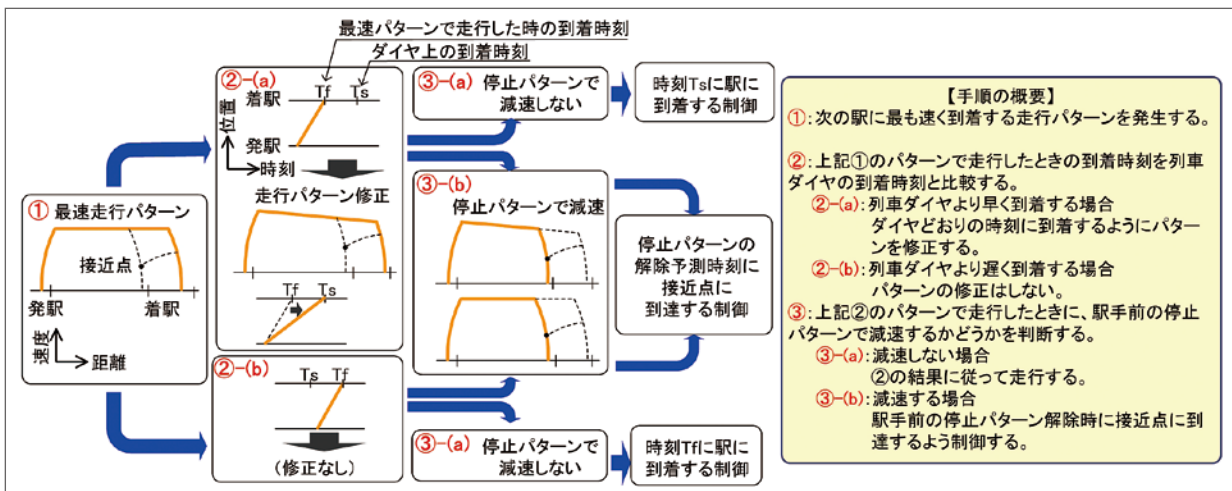 最速パターンで走行した時の到着時刻
ダイヤ上の到着時刻
②-(a)
Tf
Ts
着駅
位置
発駅
時刻
走行パターン修正
Tf
Ts
① 最速走行パターン
接近点
発駅
着駅
速度
距離
②-(b)
Ts
Tf
(修正なし)
③-(a) 停止パターンで
減速しない
時刻Tsに駅に
到着する制御
③-(b)
停止パターンで減速
停止パターンの
解除予測時刻に
接近点に
到達する制御
③-(a) 停止パターンで
減速しない
時刻Tfに駅に
到着する制御
【手順の概要】
①:次の駅に最も速く到着する走行パターンを発生する。
②:上記①のパターンで走行したときの到着時刻を列車
ダイヤの到着時刻と比較する。
②-(a):列車ダイヤより早く到着する場合
ダイヤどおりの時刻に到着するようにパター
ンを修正する。
②-(b):列車ダイヤより遅く到着する場合
パターンの修正はしない。
③:上記②のパターンで走行したときに、駅手前の停止
パターンで減速するかどうかを判断する。
③-(a):減速しない場合
②の結果に従って走行する。
③-(b):減速する場合
駅手前の停止パターン解除時に接近点に到
達するよう制御する。